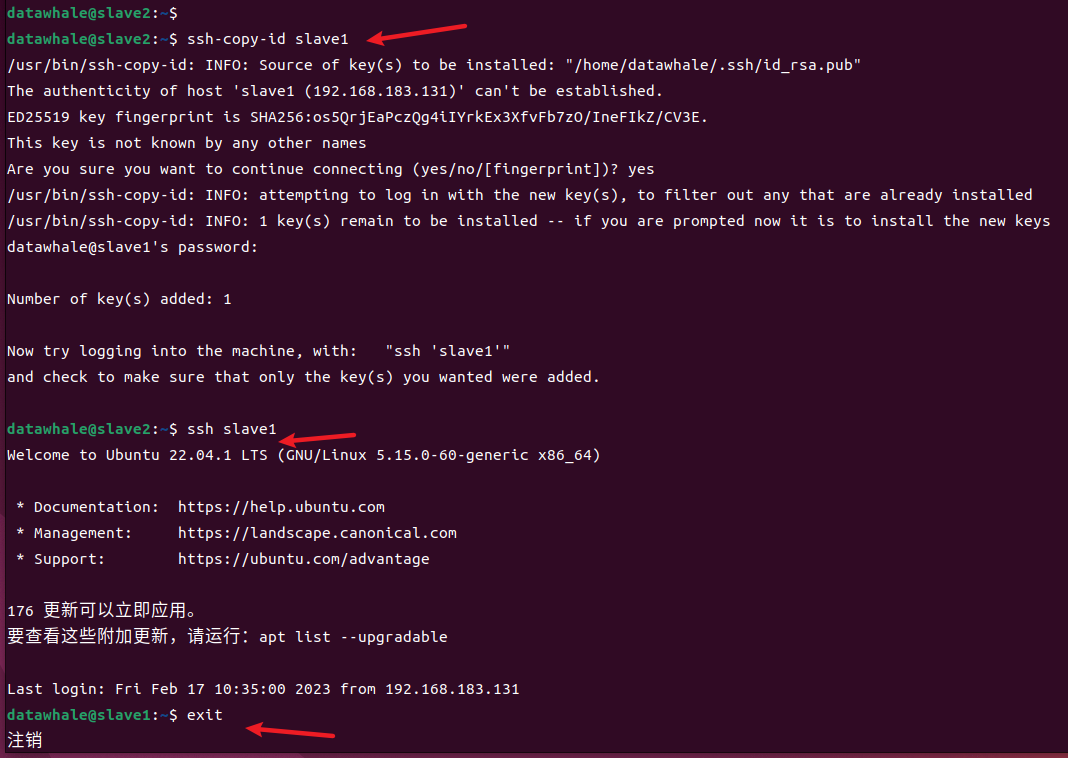 datawhale@slave2:~$
datawhale@slave2:~$ ssh-copy-id slave1
/usr/bin/ssh-copy-id: INFO: Source of key(s) to be installed: "/home/datawhale/.ssh/id_rsa.pub"
The authenticity of host 'slave1 (192.168.183.131)' can't be established.
ED25519 key fingerprint is SHA256:os5QrjEaPczQg4iIYrkEx3XfvFb7zO/IneFIkZ/CV3E.
This key is not known by any other names
Are you sure you want to continue connecting (yes/no/[fingerprint])? yes
/usr/bin/ssh-copy-id: INFO: attempting to log in with the new key(s), to filter out any that are already installed
/usr/bin/ssh-copy-id: INFO: 1 key(s) remain to be installed -- if you are prompted now it is to install the new keys
datawhale@slave1's password:
Number of key(s) added: 1
Now try logging into the machine, with:   "ssh 'slave1'"
and check to make sure that only the key(s) you wanted were added.
datawhale@slave2:~$ ssh slave1
Welcome to Ubuntu 22.04.1 LTS (GNU/Linux 5.15.0-60-generic x86_64)
 * Documentation:  https://help.ubuntu.com
 * Management:     https://landscape.canonical.com
 * Support:        https://ubuntu.com/advantage
176 更新可以立即应用。
要查看这些附加更新，请运行：apt list --upgradable
Last login: Fri Feb 17 10:35:00 2023 from 192.168.183.131
datawhale@slave1:~$ exit
注销